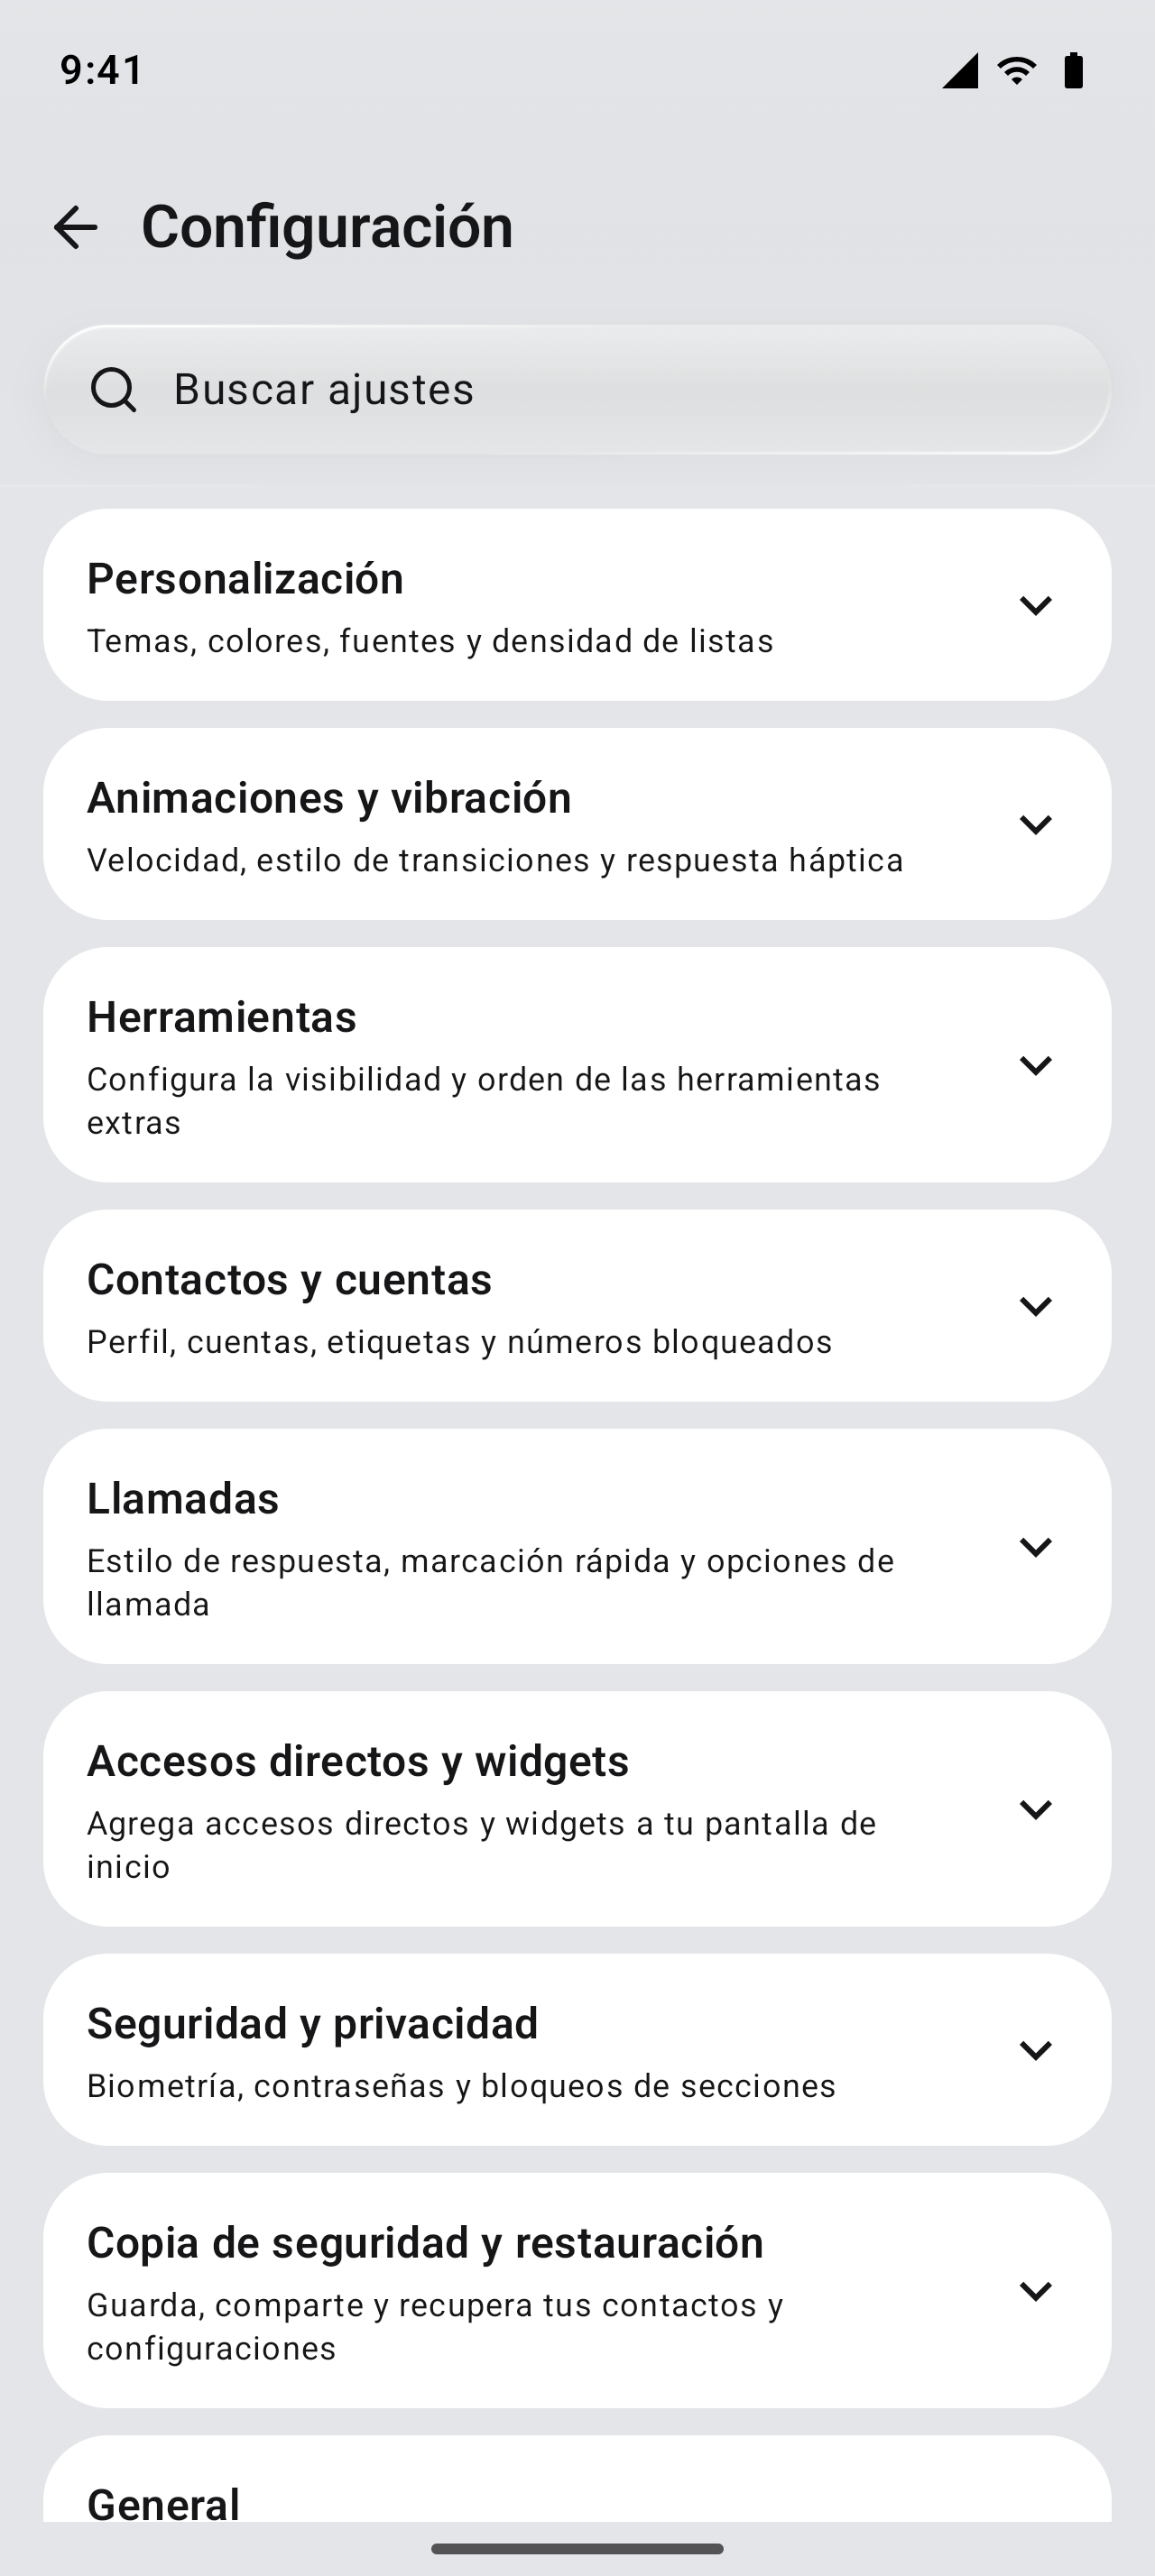 9:41
Configuración
Buscar ajustes
Personalización
Temas, colores, fuentes y densidad de listas
Animaciones y vibración
Velocidad, estilo de transiciones y respuesta háptica
Herramientas
Configura la visibilidad y orden de las herramientas
extras
Contactos y cuentas
Perfil, cuentas, etiquetas y números bloqueados
Llamadas
Estilo de respuesta, marcación rápida y opciones de
llamada
Accesos directos y widgets
Agrega accesos directos y widgets a tu pantalla de
inicio
Seguridad y privacidad
Biometría, contraseñas y bloqueos de secciones
Copia de seguridad y restauración
Guarda, comparte y recupera tus contactos y
configuraciones
General